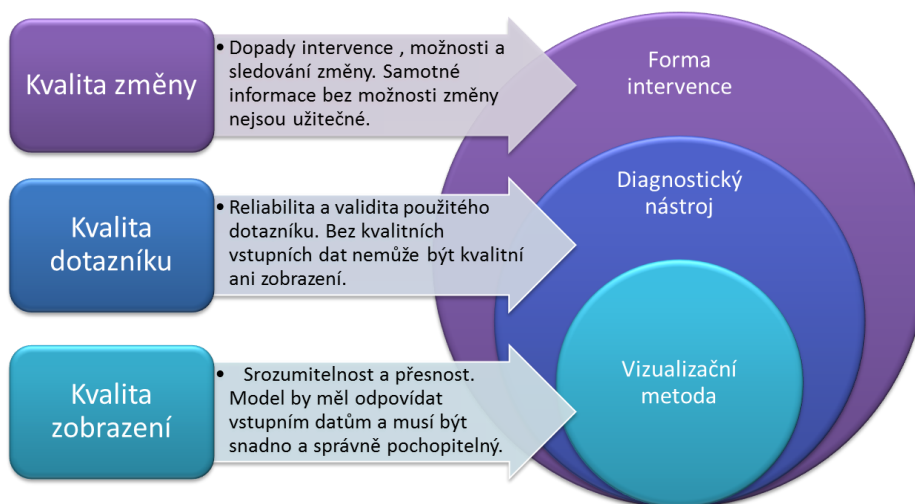 Kvalita změny
• Dopady intervence , možnosti a
sledování změny. Samotné
informace bez možnosti změny
nejsou užitečné.
Forma
intervence
Kvalita
dotazníku
• Reliabilita a validita použitého
dotazníku. Bez kvalitních
vstupních dat nemůže být kvalitní
ani zobrazení.
Diagnostický
nástroj
Kvalita
zobrazení
• Srozumitelnost a přesnost.
Model by měl odpovídat
vstupním datům a musí být
snadno a správně pochopitelný.
Vizualizační
metoda